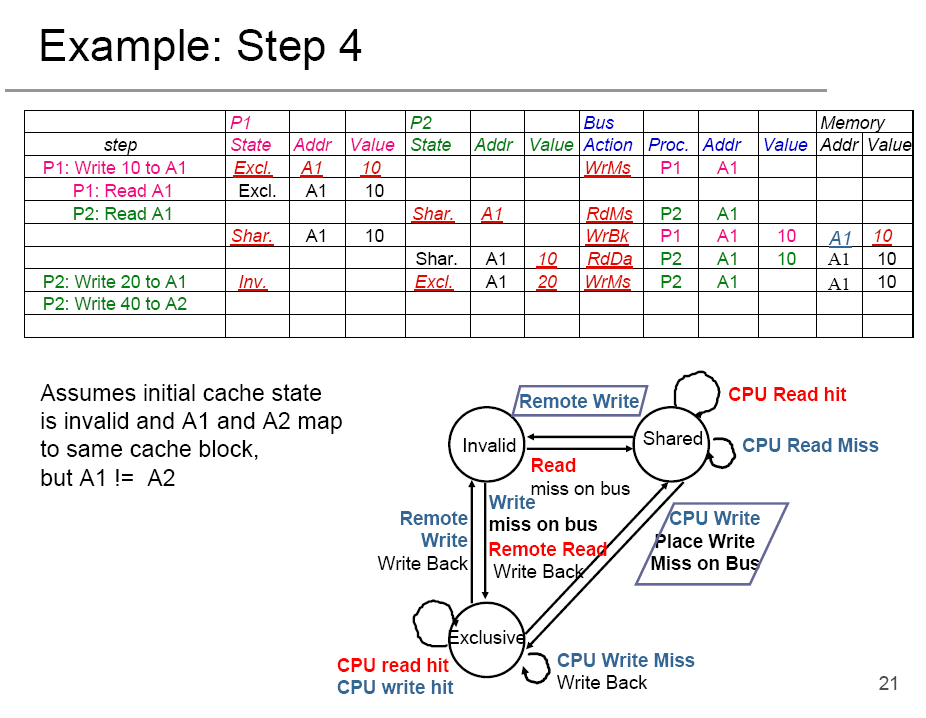 Example: Step 4
P1 P2 Bus Memory
step State Addr Value State Addr Value Action Proc. Addr Value Addr Value
P1: Write 10 to A1 Excl. A1 10 WrMs P1 A1
P1: Read A1 Excl. A1 10
P2: Read A1 Shar. A1 RdMs P2 A1
Shar. A1 10 WrBk P1 A1 10 A1 10
Shar. A1 10 RdDa P2 A1 10 A1 10
P2: Write 20 to A1 Inv. Excl. A1 20 WrMs P2 A1 A1 10
P2: Write 40 to A2
Assumes initial cache state
is invalid and A1 and A2 map
to same cache block,
but A1 != A2
Remote Write
CPU Read hit
Invalid
Shared
CPU Read Miss
Read
miss on bus
Remote
Write
Write Back
Write
miss on bus
Remote Read
Write Back
CPU Write
Place Write
Miss on Bus
Exclusive
CPU read hit
CPU write hit
CPU Write Miss
Write Back
21